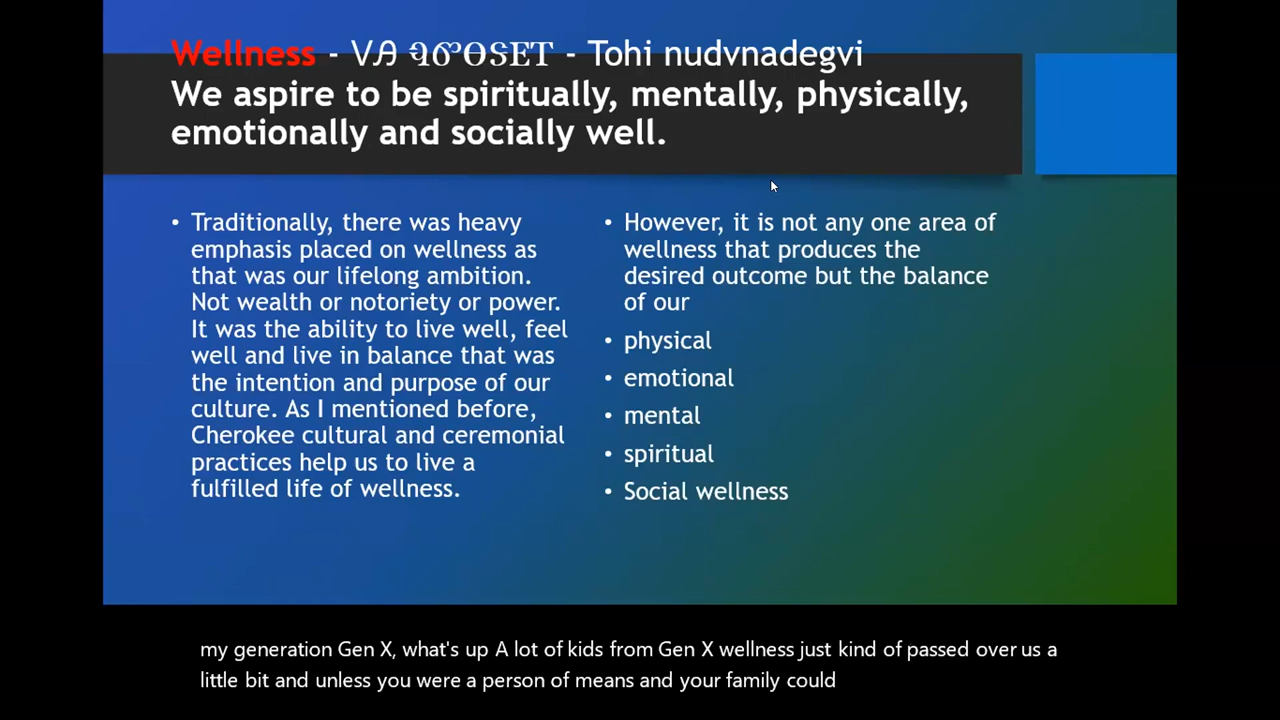 Wellness - ᏙᎯ ᏄᏛᎾᏕᎬ - Tohi nudvnadegvi
We aspire to be spiritually, mentally, physically,
emotionally and socially well.
• Traditionally, there was heavy
emphasis placed on wellness as
that was our lifelong ambition.
Not wealth or notoriety or power.
It was the ability to live well, feel
well and live in balance that was
the intention and purpose of our
culture. As I mentioned before,
Cherokee cultural and ceremonial
practices help us to live a
fulfilled life of wellness.
• However, it is not any one area of
wellness that produces the
desired outcome but the balance
of our
• physical
• emotional
• mental
• spiritual
• Social wellness
my generation Gen X, what's up A lot of kids from Gen X wellness just kind of passed over us a
little bit and unless you were a person of means and your family could